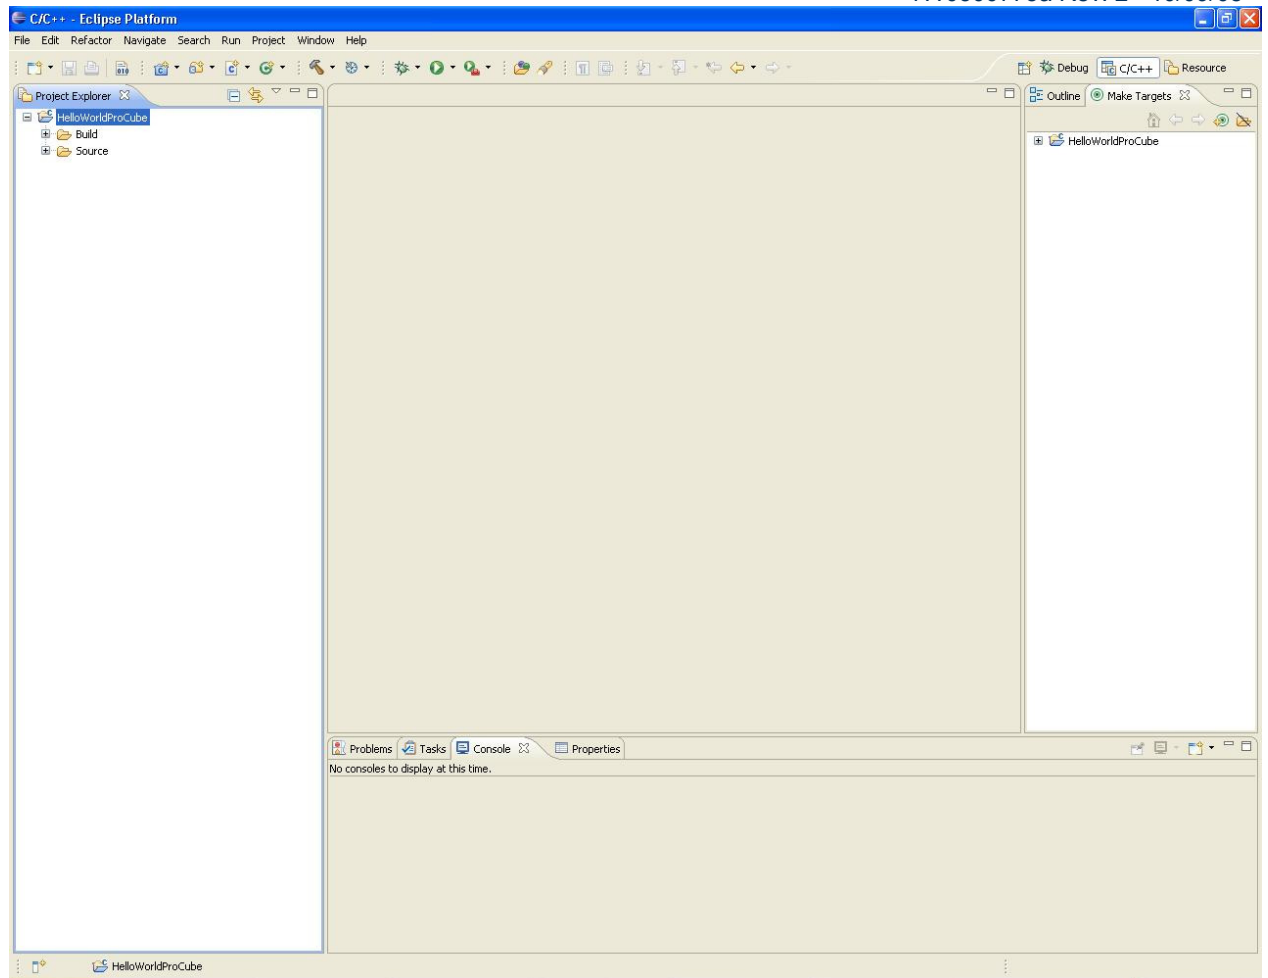 C/C++ - Eclipse Platform
File Edit Refactor Navigate Search Run Project Window Help
Debug C/C++ Resource
Project Explorer
HelloWorldProCube
Build
Source
Outline Make Targets
HelloWorldProCube
Problems Tasks Console Properties
No consoles to display at this time.
HelloWorldProCube